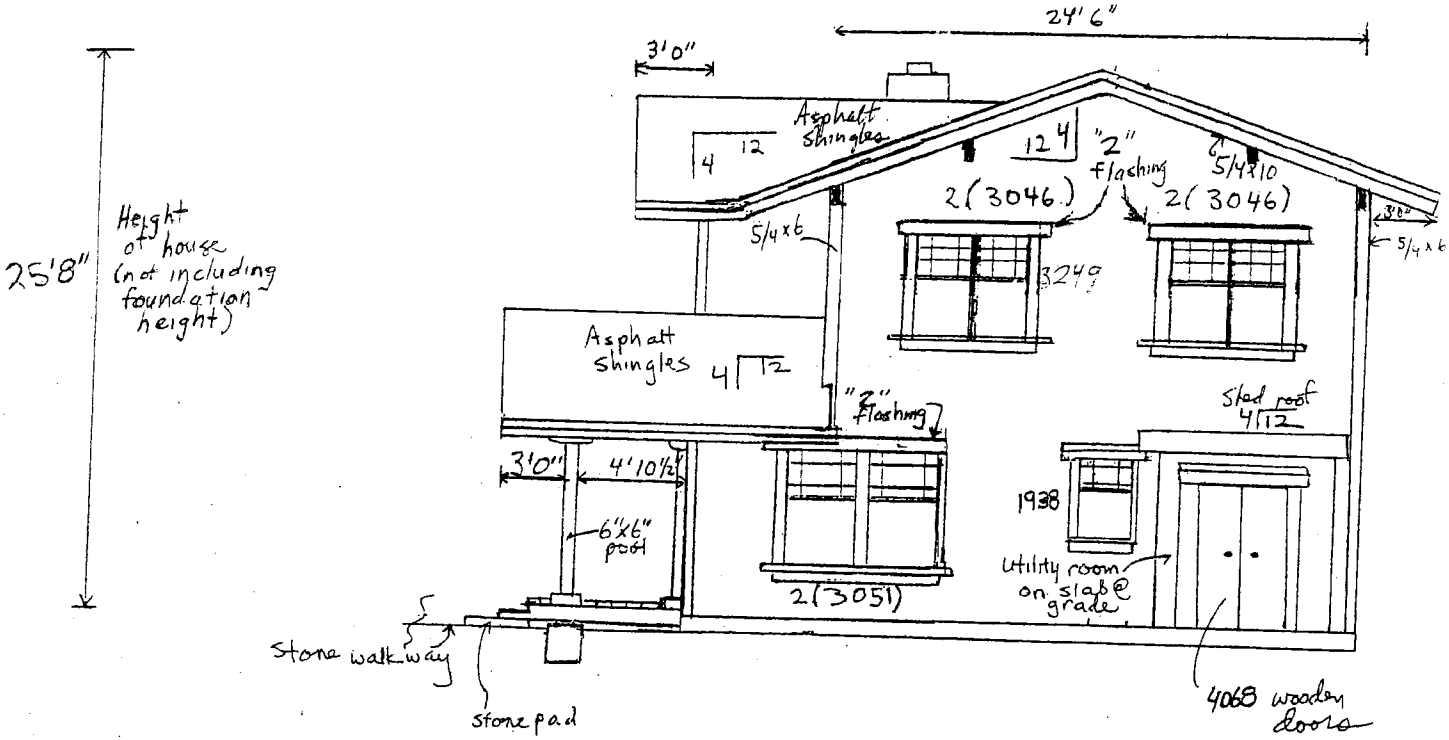 24'6"
3'0"
Asphalt
shingles
4 12
12 4
"2"
flashing
5/4x10
2(3046)
2(3046)
3'0"
5/4x6
5/4x6
3249
Height
of house
(not including
foundation
height)
25'8"
Asphalt
shingles
4 12
"2"
flashing
Shed roof
4 12
3'0"
4'10½"
6"x6"
post
1938
utility room
on slab @
grade
2(3051)
Stone walkway
stone pad
4068 wooden
doors